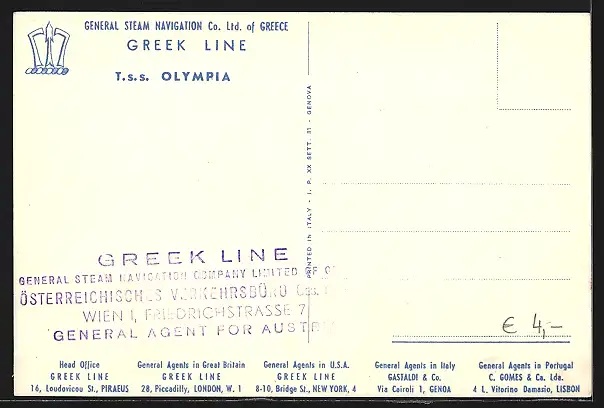 GENERAL STEAM NAVIGATION Co. Ltd. of GREECE
GREEK LINE
T.s.s. OLYMPIA
PRINTED IN ITALY - I. P. XX SETT. 31 - GENOVA
GREEK LINE
GENERAL STEAM NAVIGATION COMPANY LIMITED OF G
ÖSTERREICHISCHES VERKEHRSBÜRO Ges.
WIEN I, FRIEDRICHSTRASSE 7
GENERAL AGENT FOR AUSTR
€ 4,-
Head Office
GREEK LINE
16, Loudovicou St., PIRAEUS
General Agents in Great Britain
GREEK LINE
28, Piccadilly, LONDON, W. 1
General Agents in U.S.A.
GREEK LINE
8-10, Bridge St., NEW YORK, 4
General Agents in Italy
GASTALDI & Co.
Via Cairoli 1, GENOA
General Agents in Portugal
C. GOMES & Ca. Lda.
4 L. Vitorino Damazio, LISBON